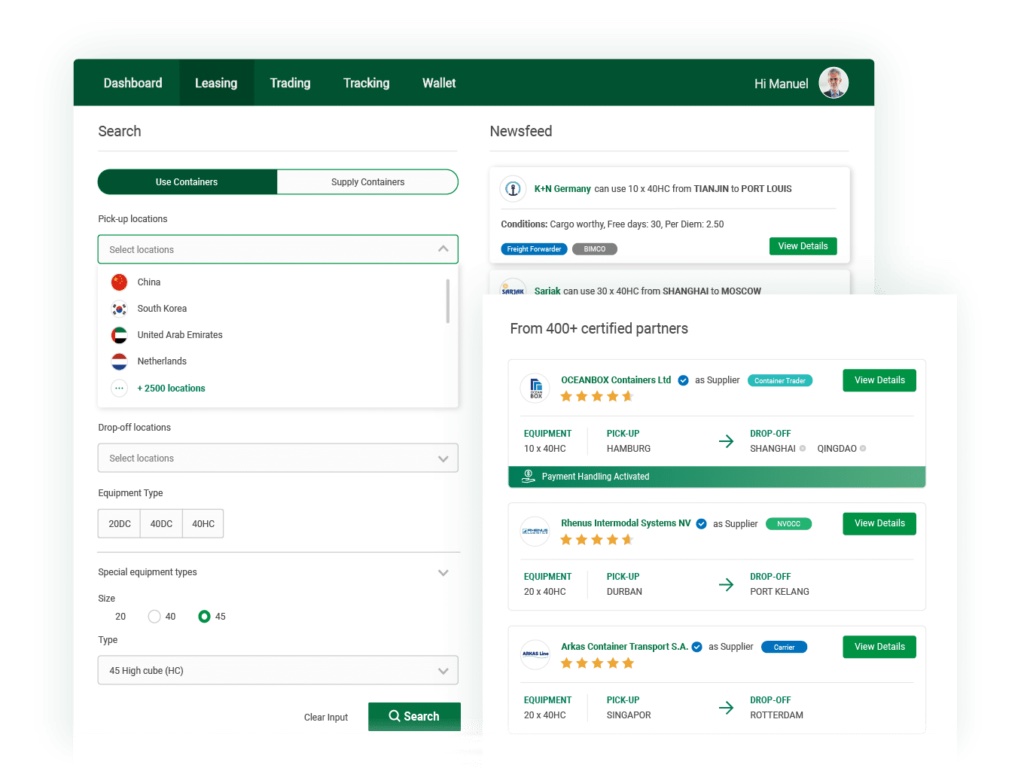 Dashboard Leasing Trading Tracking Wallet Hi Manuel
Search
Use Containers Supply Containers
Pick-up locations
Select locations
China
South Korea
United Arab Emirates
Netherlands
+ 2500 locations
Drop-off locations
Select locations
Equipment Type
20DC 40DC 40HC
Special equipment types
Size
20 40 45
Type
45 High cube (HC)
Clear Input Search
Newsfeed
K+N Germany can use 10 x 40HC from TIANJIN to PORT LOUIS
Conditions: Cargo worthy, Free days: 30, Per Diem: 2.50
Freight Forwarder BIMCO View Details
SARJAK Sarjak can use 30 x 40HC from SHANGHAI to MOSCOW
From 400+ certified partners
OCEAN BOX
OCEANBOX Containers Ltd as Supplier Container Trader View Details
EQUIPMENT PICK-UP DROP-OFF
10 x 40HC HAMBURG SHANGHAI QINGDAO
Payment Handling Activated
RHENUS
Rhenus Intermodal Systems NV as Supplier NVOCC View Details
EQUIPMENT PICK-UP DROP-OFF
20 x 40HC DURBAN PORT KELANG
ARKAS Line
Arkas Container Transport S.A. as Supplier Carrier View Details
EQUIPMENT PICK-UP DROP-OFF
20 x 40HC SINGAPOR ROTTERDAM